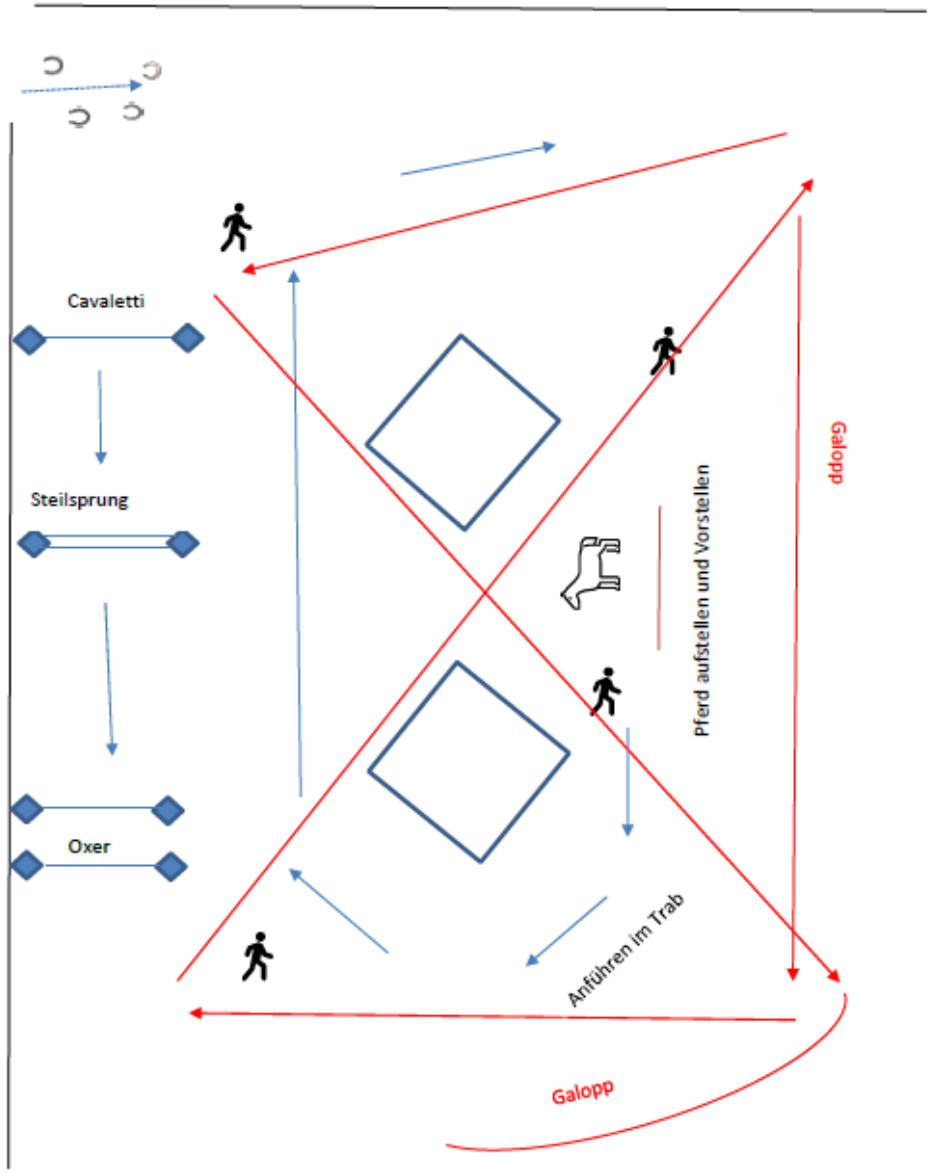 Cavaletti
Galopp
Steilsprung
Pferd aufstellen und Vorstellen
Oxer
Anführen im Trab
Galopp